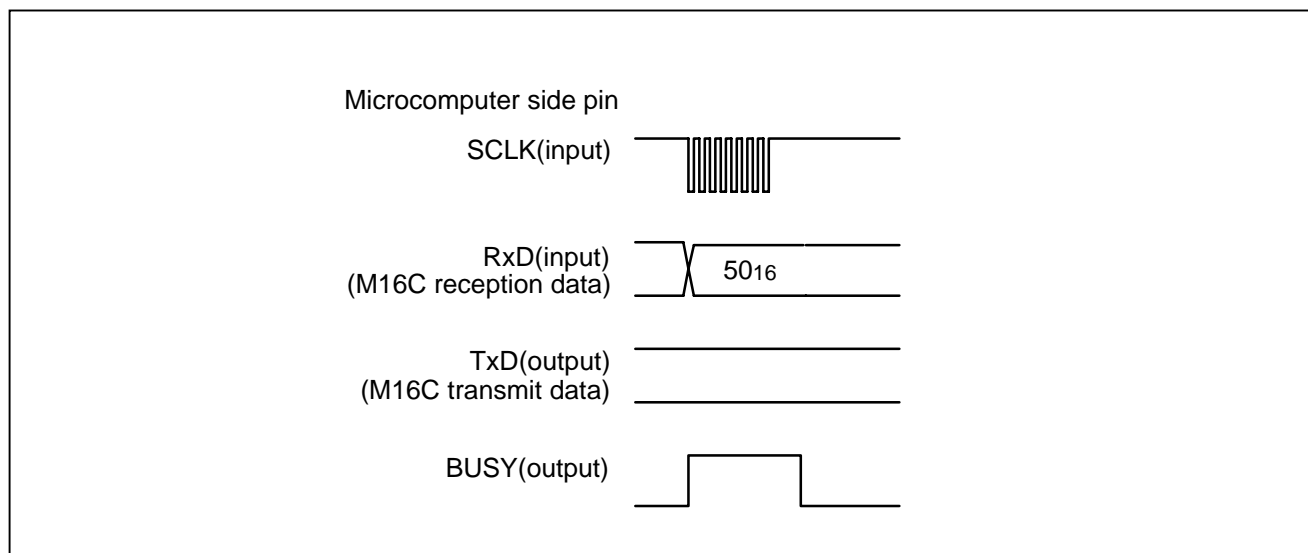 Microcomputer side pin
SCLK(input)
RxD(input)
(M16C reception data)
5016
TxD(output)
(M16C transmit data)
BUSY(output)